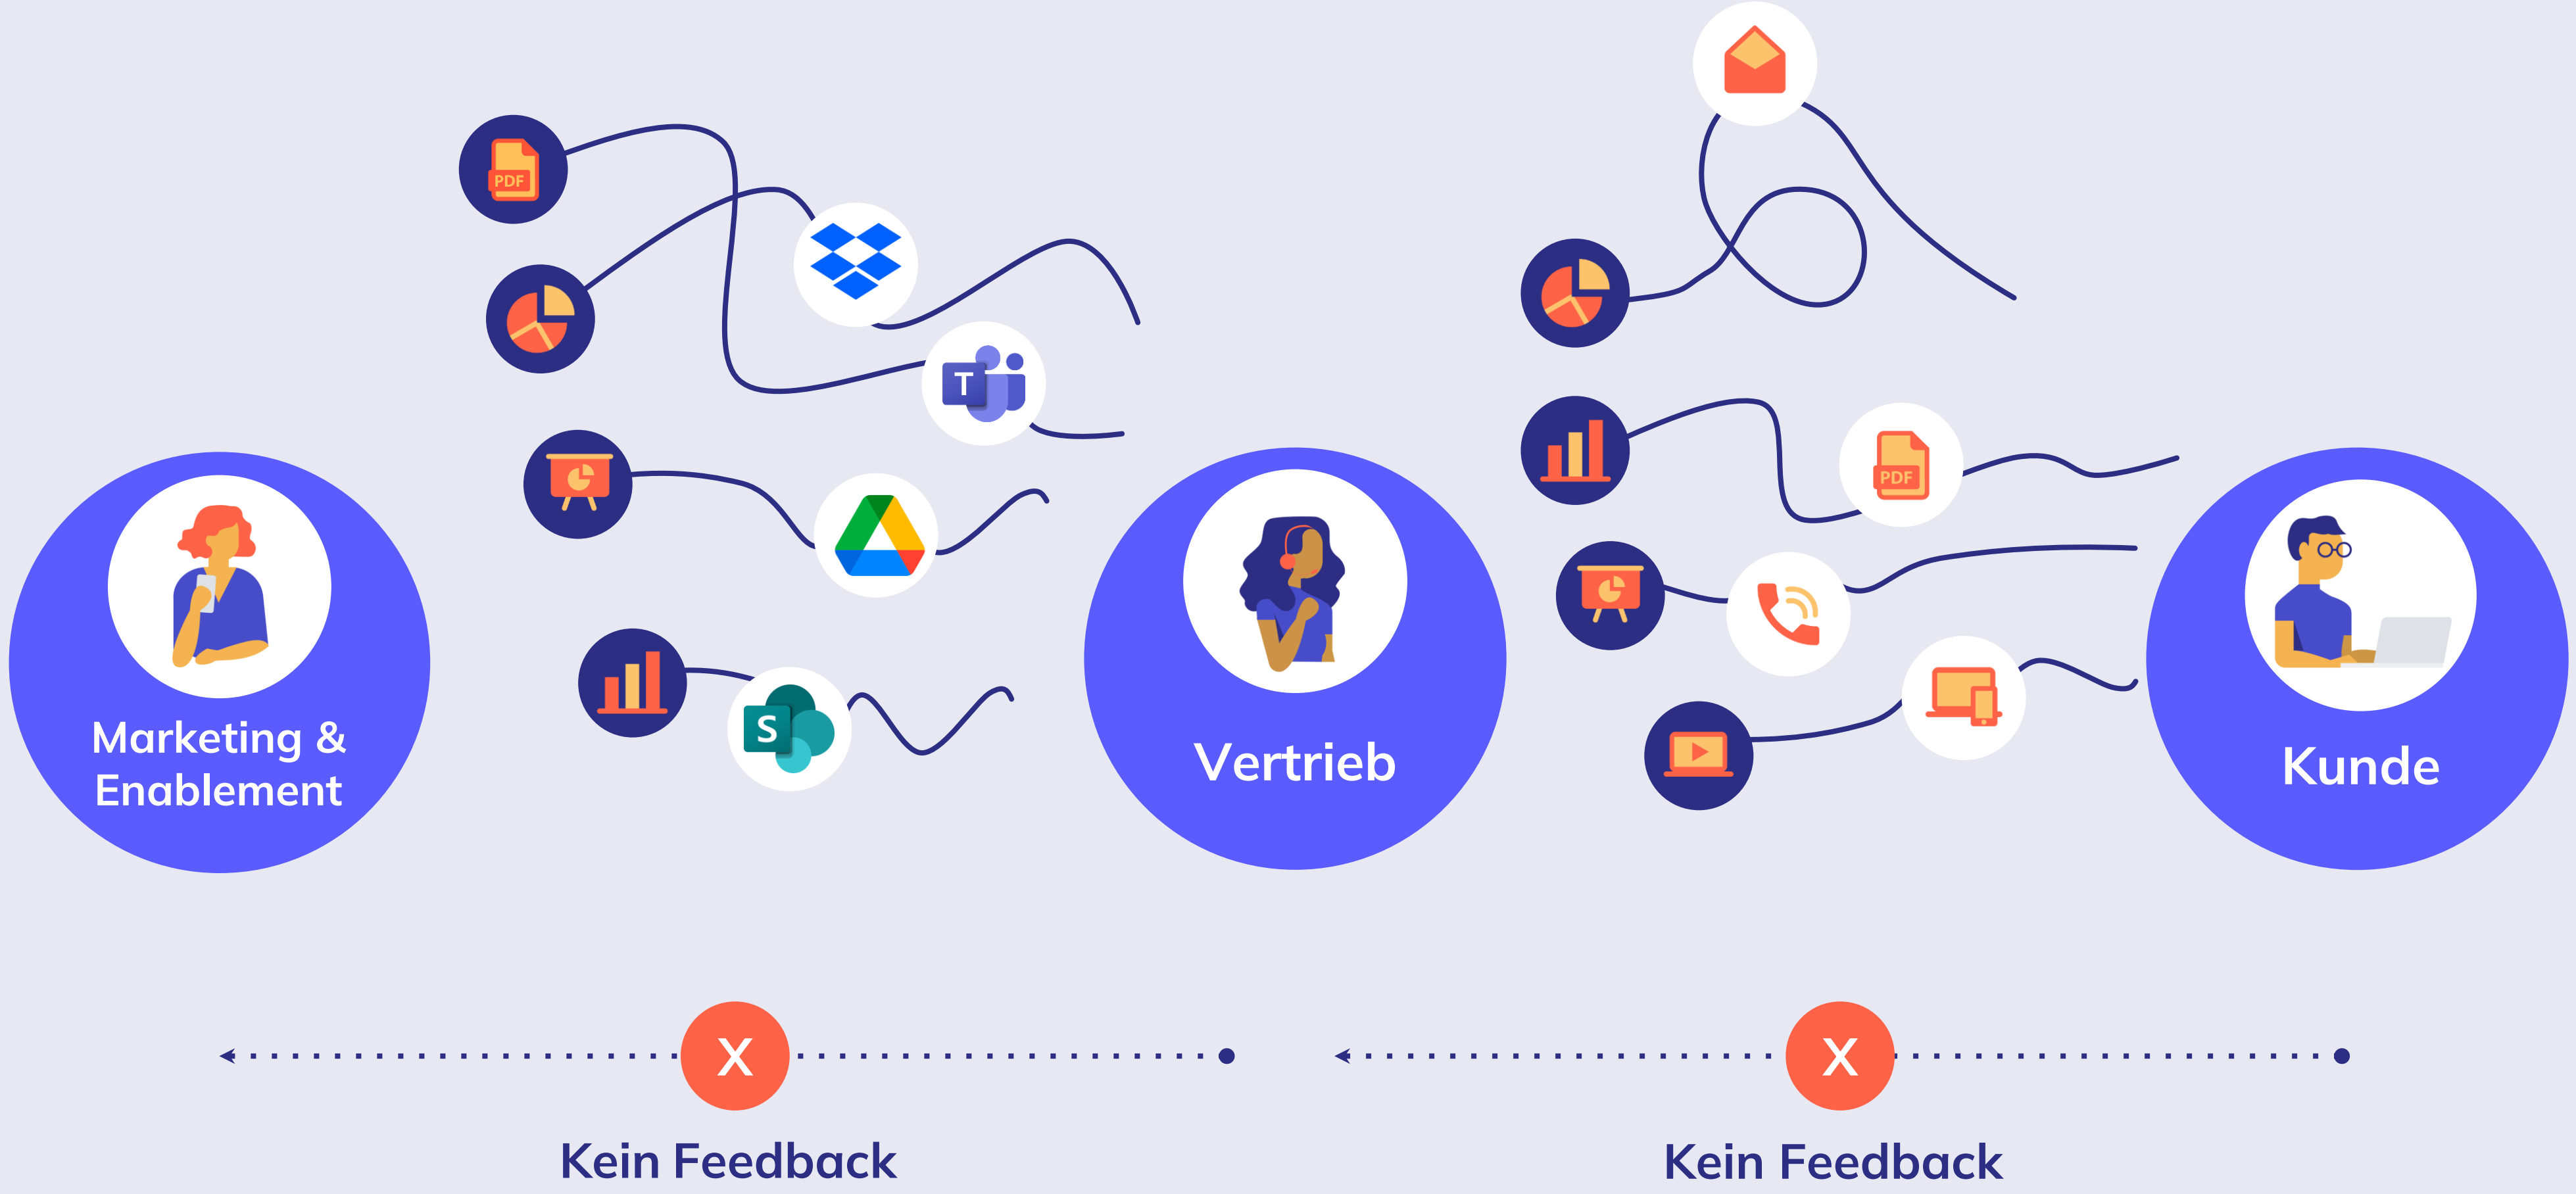 PDF
T
PDF
S
Marketing &
Enablement
Vertrieb
Kunde
X
X
Kein Feedback
Kein Feedback